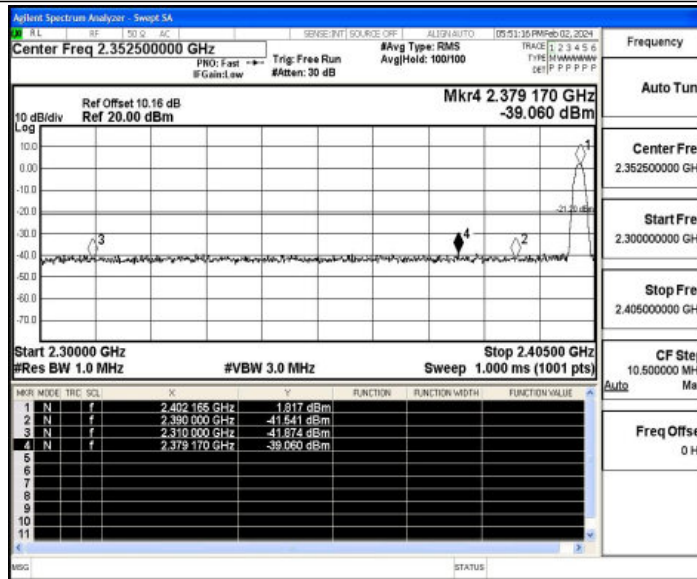 Agilent Spectrum Analyzer - Swept SA
RL RF 50 Ω AC SENSE:INT SOURCE OFF ALIGN AUTO 05:51:16 PM Feb 02, 2024
Center Freq 2.352500000 GHz
PNO: Fast
IFGain:Low
Trig: Free Run
#Atten: 30 dB
#Avg Type: RMS
Avg|Hold: 100/100
TRACE 1 2 3 4 5 6
TYPE M W W W W W
DET P P P P P P
Mkr4 2.379 170 GHz
-39.060 dBm
Ref Offset 10.16 dB
Ref 20.00 dBm
10 dB/div
Log
10.0
0.00
-10.0
-20.0
-30.0
-40.0
-50.0
-60.0
-70.0
1
-21.20 dBm
3
4
2
Start 2.30000 GHz
Stop 2.40500 GHz
#Res BW 1.0 MHz
#VBW 3.0 MHz
Sweep 1.000 ms (1001 pts)
MKR MODE TRC SCL X Y FUNCTION FUNCTION WIDTH FUNCTION VALUE
1 N f 2.402 165 GHz 1.817 dBm
2 N f 2.390 000 GHz -41.541 dBm
3 N f 2.310 000 GHz -41.874 dBm
4 N f 2.379 170 GHz -39.060 dBm
5
6
7
8
9
10
11
MSG
STATUS
Frequency
Auto Tun
Center Fre
2.352500000 GH
Start Fre
2.300000000 GH
Stop Fre
2.405000000 GH
CF Ste
10.500000 MH
Auto Ma
Freq Offse
0 H